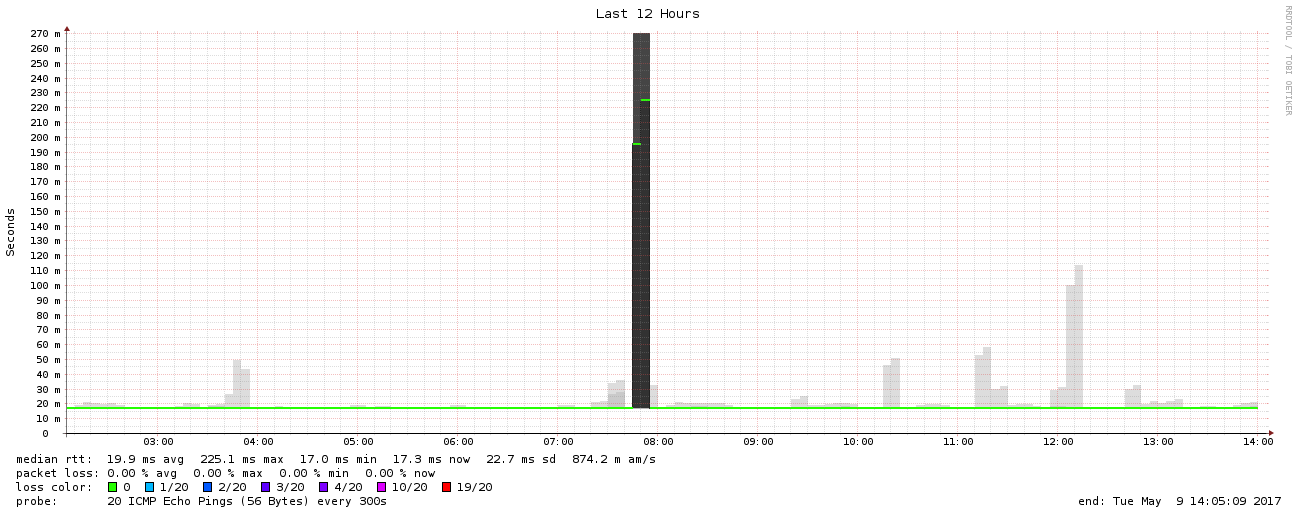 Last 12 Hours
RRDTOOL / TOBI OETIKER
Seconds
270 m
260 m
250 m
240 m
230 m
220 m
210 m
200 m
190 m
180 m
170 m
160 m
150 m
140 m
130 m
120 m
110 m
100 m
90 m
80 m
70 m
60 m
50 m
40 m
30 m
20 m
10 m
0
03:00 04:00 05:00 06:00 07:00 08:00 09:00 10:00 11:00 12:00 13:00 14:00
median rtt: 19.9 ms avg 225.1 ms max 17.0 ms min 17.3 ms now 22.7 ms sd 874.2 m am/s
packet loss: 0.00 % avg 0.00 % max 0.00 % min 0.00 % now
loss color: 0 1/20 2/20 3/20 4/20 10/20 19/20
probe: 20 ICMP Echo Pings (56 Bytes) every 300s end: Tue May 9 14:05:09 2017